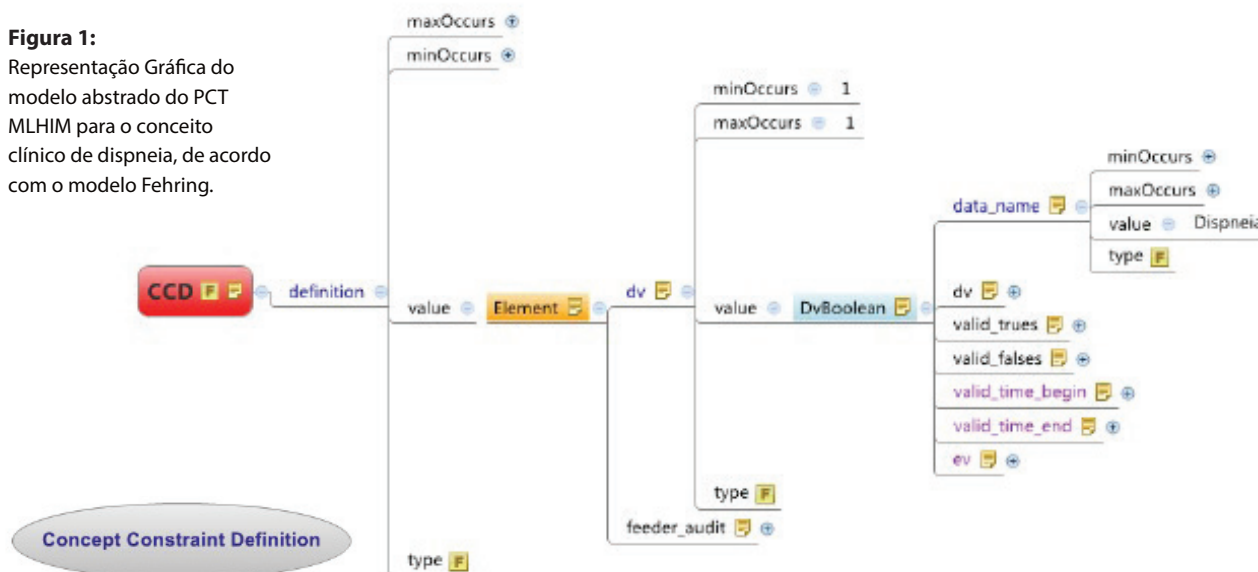 Figura 1:
Representação Gráfica do
modelo abstrado do PCT
MLHIM para o conceito
clínico de dispneia, de acordo
com o modelo Fehring.
maxOccurs
minOccurs
minOccurs 1
maxOccurs 1
minOccurs
maxOccurs
data_name
value Dispneia
type F
CCD F
definition
value
Element
dv
value
DvBoolean
dv
valid_trues
valid_falses
valid_time_begin
valid_time_end
ev
type F
feeder_audit
type F
Concept Constraint Definition